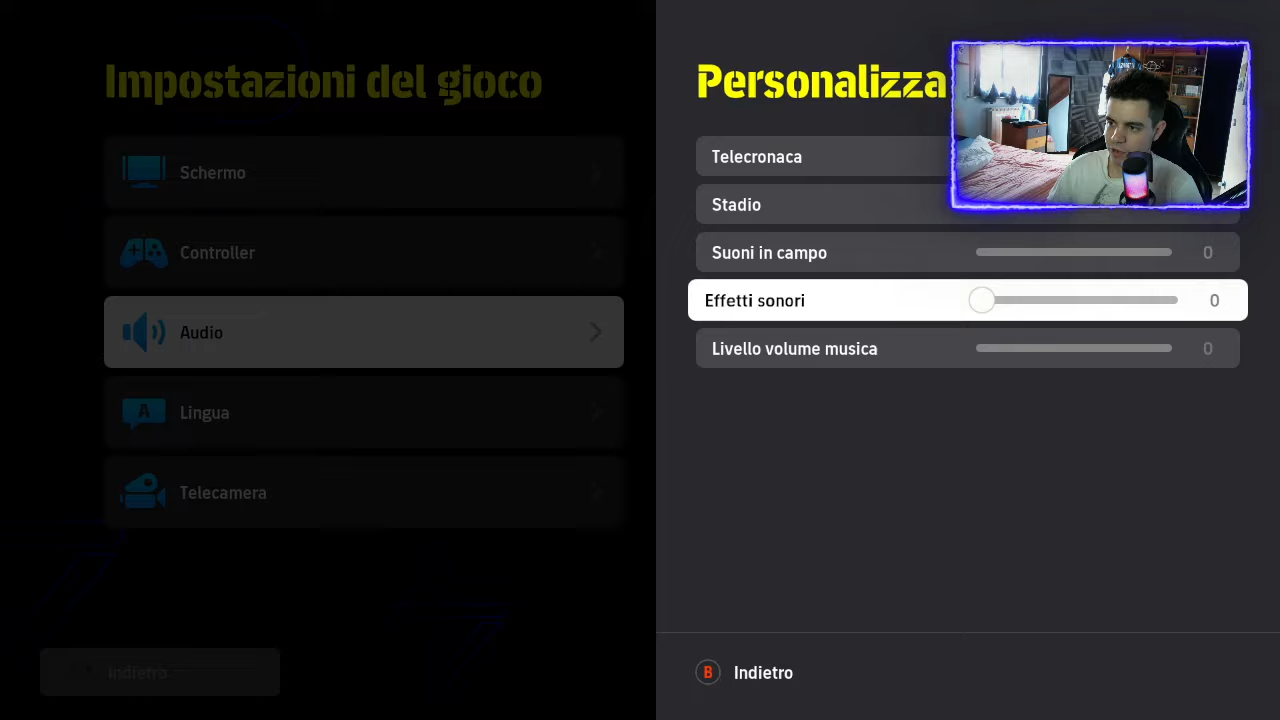 Impostazioni del gioco
Schermo
Controller
Audio
Lingua
Telecamera
Indietro
Personalizza
Telecronaca
Stadio
Suoni in campo 0
Effetti sonori 0
Livello volume musica 0
B Indietro